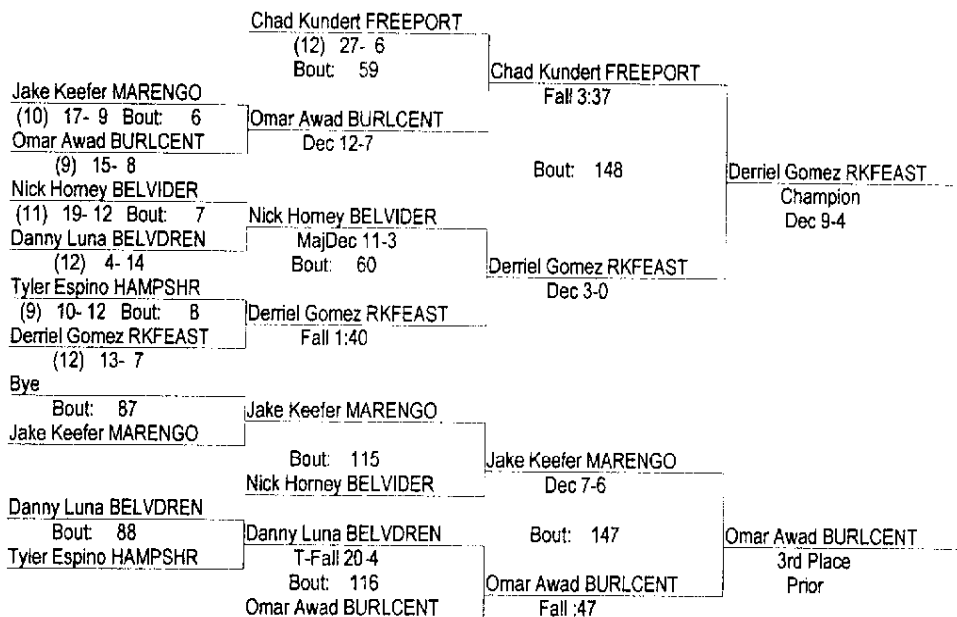 Chad Kundert FREEPORT
(12) 27- 6
Bout: 59
Chad Kundert FREEPORT
Fall 3:37
Jake Keefer MARENGO
(10) 17- 9 Bout: 6
Omar Awad BURLCENT
Dec 12-7
Omar Awad BURLCENT
(9) 15- 8
Bout: 148
Derriel Gomez RKFEAST
Champion
Dec 9-4
Nick Horney BELVIDER
(11) 19- 12 Bout: 7
Nick Horney BELVIDER
MajDec 11-3
Bout: 60
Danny Luna BELVDREN
(12) 4- 14
Derriel Gomez RKFEAST
Dec 3-0
Tyler Espino HAMPSHR
(9) 10- 12 Bout: 8
Derriel Gomez RKFEAST
Fall 1:40
Derriel Gomez RKFEAST
(12) 13- 7
Bye
Bout: 87
Jake Keefer MARENGO
Jake Keefer MARENGO
Bout: 115
Jake Keefer MARENGO
Dec 7-6
Nick Horney BELVIDER
Danny Luna BELVDREN
Bout: 88
Danny Luna BELVDREN
T-Fall 20-4
Bout: 147
Omar Awad BURLCENT
3rd Place
Prior
Tyler Espino HAMPSHR
Bout: 116
Omar Awad BURLCENT
Fall :47
Omar Awad BURLCENT